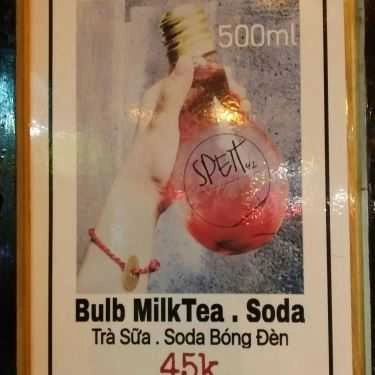 500ml
SPEIT
Bulb MilkTea . Soda
Trà Sữa . Soda Bóng Đèn
45k